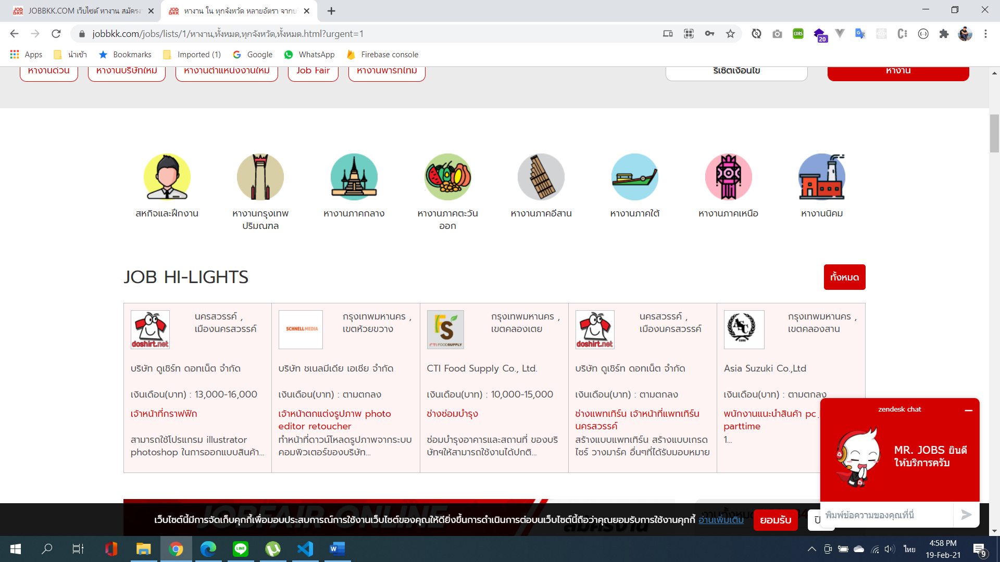 JOBBKK.COM เว็บไซต์ หางาน สมัครงา
หางาน ใน ทุกจังหวัด หลายอัตรา จากบ
jobbkk.com/jobs/lists/1/หางาน,ทั้งหมด,ทุกจังหวัด,ทั้งหมด.html?urgent=1
Apps
นำเข้า
Bookmarks
Imported (1)
Google
WhatsApp
Firebase console
หางานด่วน
หางานบริษัทใหม่
หางานตำแหน่งงานใหม่
Job Fair
หางานพาร์ทไทม์
รีเซ็ตเงื่อนไข
หางาน
สหกิจและฝึกงาน
หางานกรุงเทพ
ปริมณฑล
หางานภาคกลาง
หางานภาคตะวัน
ออก
หางานภาคอีสาน
หางานภาคใต้
หางานภาคเหนือ
หางานนิคม
JOB HI-LIGHTS
ทั้งหมด
doshirt.net
นครสวรรค์ ,
เมืองนครสวรรค์
บริษัท ดูเชิร์ท ดอทเน็ต จำกัด
เงินเดือน(บาท) : 13,000-16,000
เจ้าหน้าที่กราฟฟิก
สามารถใช้โปรแกรม illustrator
photoshop ในการออกแบบสินค้า...
SCHNELLMEDIA
กรุงเทพมหานคร ,
เขตห้วยขวาง
บริษัท ชเนลมีเดีย เอเชีย จำกัด
เงินเดือน(บาท) : ตามตกลง
เจ้าหน้าตกแต่งรูปภาพ photo
editor retoucher
ทำหน้าที่ดาวน์โหลดรูปภาพจากระบบ
คอมพิวเตอร์ของบริษัท...
FS
CTI FOODSUPPLY
กรุงเทพมหานคร ,
เขตคลองเตย
CTI Food Supply Co., Ltd.
เงินเดือน(บาท) : 10,000-15,000
ช่างซ่อมบำรุง
ซ่อมบำรุงอาคารและสถานที่ ของบริ
ษัทฯให้สามารถใช้งานได้ปกติ...
doshirt.net
นครสวรรค์ ,
เมืองนครสวรรค์
บริษัท ดูเชิร์ท ดอทเน็ต จำกัด
เงินเดือน(บาท) : ตามตกลง
ช่างแพทเทิร์น เจ้าหน้าที่แพทเทิร์น
นครสวรรค์
สร้างแบบแพทเทิร์น สร้างแบบเกรด
ไซร์ วางมาร์ค อื่นๆที่ได้รับมอบหมาย
ASC
กรุงเทพมหานคร ,
เขตคลองสาน
Asia Suzuki Co.,Ltd
เงินเดือน(บาท) : ตามตกลง
พนักงานแนะนำสินค้า pc
parttime
1...
zendesk chat
MR. JOBS ยินดี
ให้บริการครับ
พิมพ์ข้อความของคุณที่นี่
JOBFAIR ONLINE
สมัครงาน
เว็บไซต์นี้มีการจัดเก็บคุกกี้เพื่อมอบประสบการณ์การใช้งานเว็บไซต์ของคุณให้ดียิ่งขึ้นการดำเนินการต่อบนเว็บไซต์นี้ถือว่าคุณยอมรับการใช้งานคุกกี้ อ่านเพิ่มเติม
ยอมรับ
ไทย
4:58 PM
19-Feb-21
9